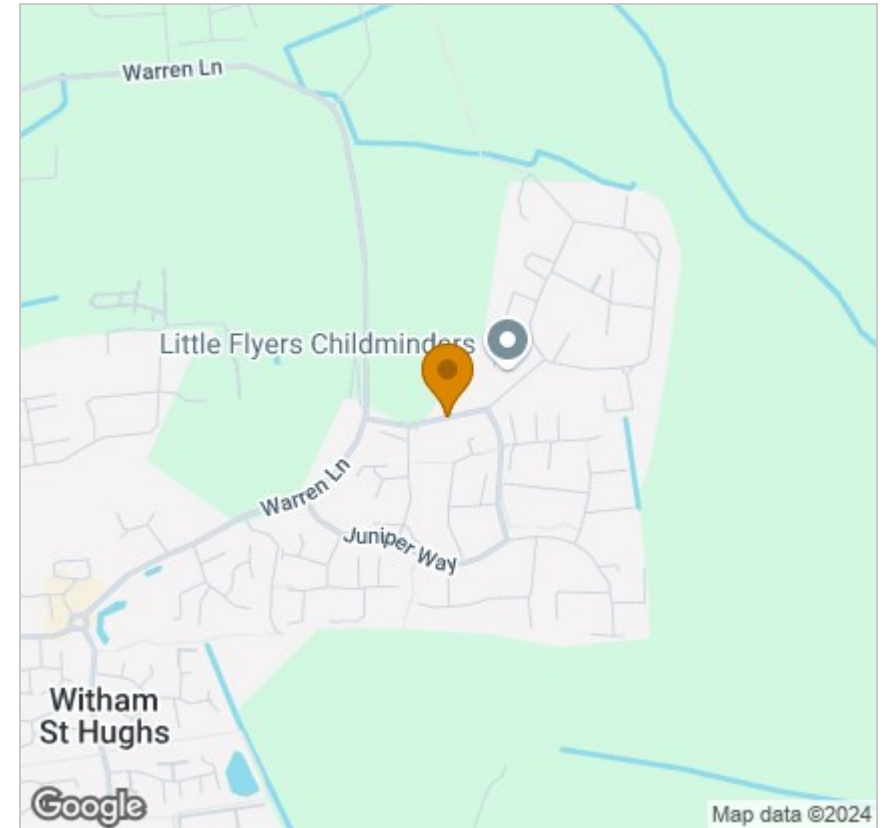 Warren Ln
Little Flyers Childminders
Warren Ln
Juniper Way
Witham
St Hughs
Google
Map data ©2024